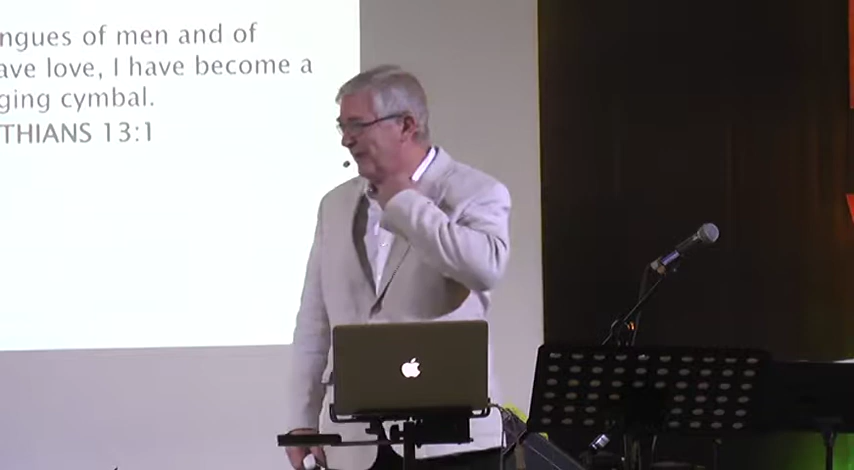 ngues of men and of
ave love, I have become a
ging cymbal.
THIANS 13:1